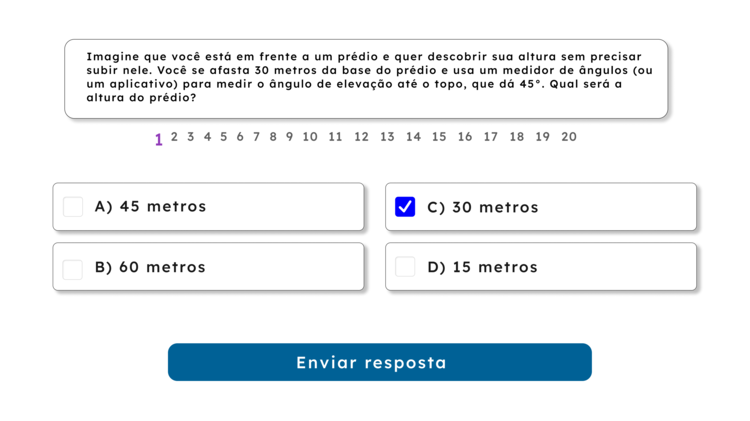 Imagine que você está em frente a um prédio e quer descobrir sua altura sem precisar
subir nele. Você se afasta 30 metros da base do prédio e usa um medidor de ângulos (ou
um aplicativo) para medir o ângulo de elevação até o topo, que dá 45°. Qual será a
altura do prédio?
1 2 3 4 5 6 7 8 9 10 11 12 13 14 15 16 17 18 19 20
A) 45 metros
C) 30 metros
B) 60 metros
D) 15 metros
Enviar resposta